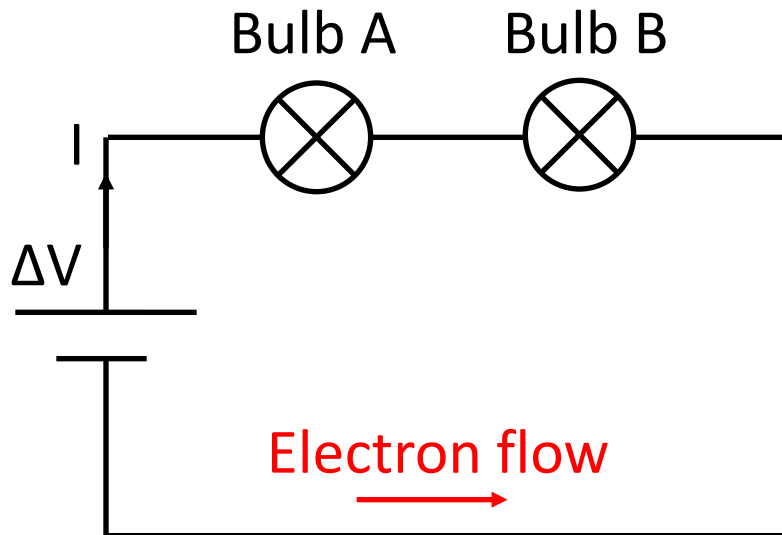 Bulb A
Bulb B
I
ΔV
Electron flow